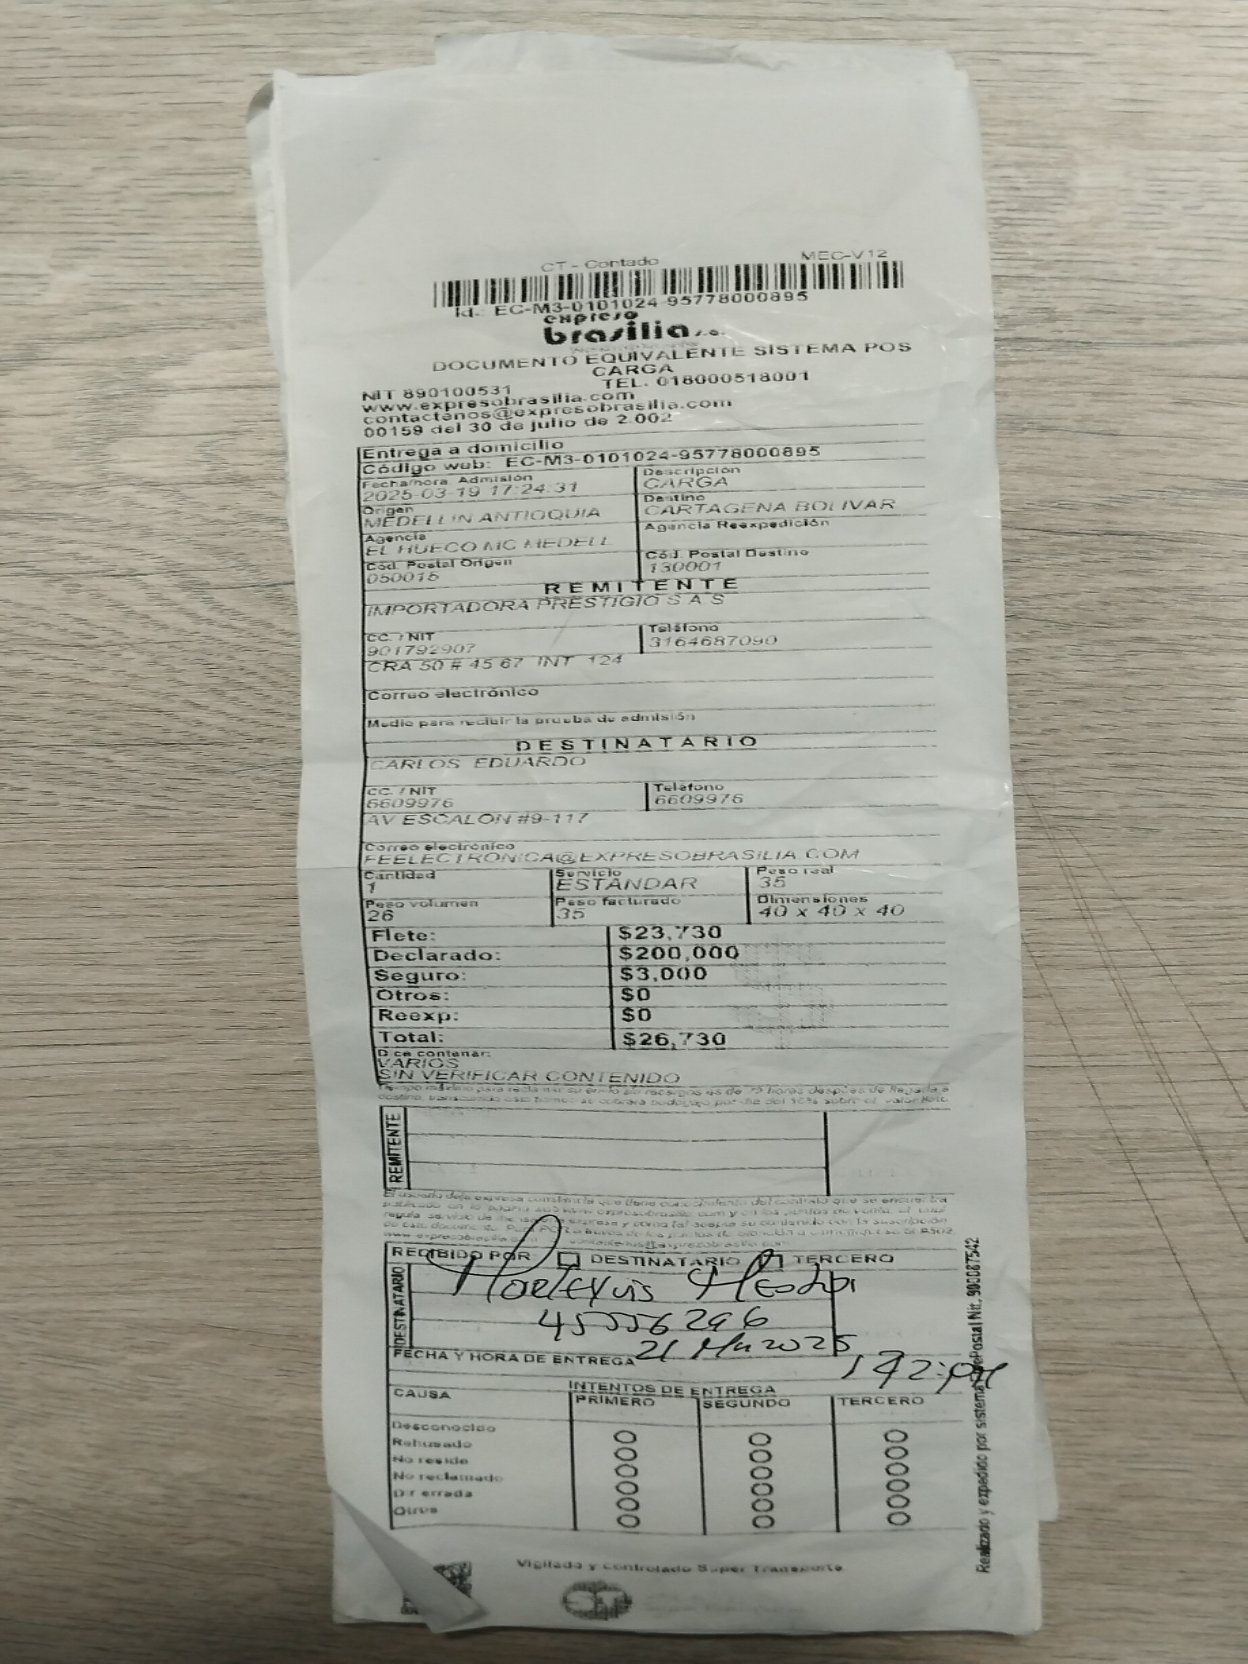 CT - Contado MEC-V12
Id.: EC-M3-0101024-95778000895
expreso
brasilia s.a.
DOCUMENTO EQUIVALENTE SISTEMA POS
CARGA
NIT 890100531 TEL. 018000518001
www.expresobrasilia.com
contactenos@expresobrasilia.com
00159 del 30 de julio de 2.002
Entrega a domicilio
Código web: EC-M3-0101024-95778000895
Fecha/hora Admisión Descripción
2025-03-19 17:24:31 CARGA
Origen Destino
MEDELLIN ANTIOQUIA CARTAGENA BOLIVAR
Agencia Agencia Reexpedición
EL HUECO MC MEDELL
Cód. Postal Origen Cód. Postal Destino
050015 130001
REMITENTE
IMPORTADORA PRESTIGIO S A S
CC. / NIT Teléfono
901792907 3164687090
CRA 50 # 45 67 INT 124
Correo electrónico
Medio para recibir la prueba de admisión
DESTINATARIO
CARLOS EDUARDO
CC. / NIT Teléfono
6609976 6609976
AV ESCALON #9-117
Correo electrónico
FEELECTRONICA@EXPRESOBRASILIA.COM
Cantidad Servicio Peso real
1 ESTANDAR 35
Peso volumen Peso facturado Dimensiones
26 35 40 x 40 x 40
Flete: $23,730
Declarado: $200,000
Seguro: $3,000
Otros: $0
Reexp: $0
Total: $26,730
Dice contener:
VARIOS
SIN VERIFICAR CONTENIDO
REMITENTE
RECIBIDO POR DESTINATARIO TERCERO
DESTINATARIO
45556296
21 2025
FECHA Y HORA DE ENTREGA
INTENTOS DE ENTREGA
CAUSA PRIMERO SEGUNDO TERCERO
Desconocido
Rehusado
No reside
No reclamado
Dir errada
Otros
Vigilado y controlado Super Transporte
Realizado y expedido por sistema Postal Nit. 900087542